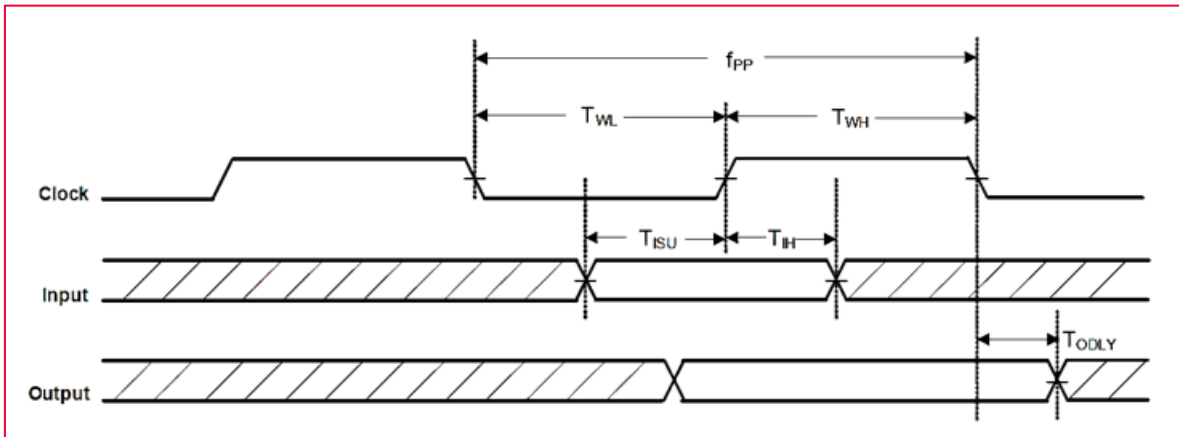 fPP
TWL
TWH
Clock
TISU
TIH
Input
TODLY
Output